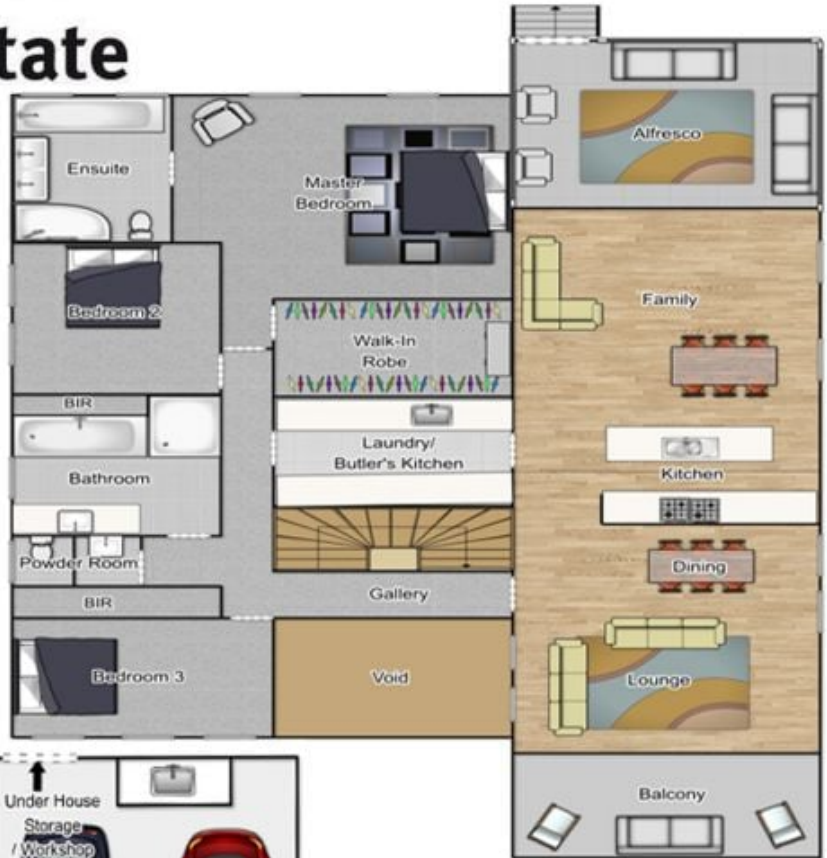 tate
Alfresco
Ensuite
Master
Bedroom
Bedroom 2
Family
Walk-In
Robe
BIR
Laundry/
Butler's Kitchen
Kitchen
Bathroom
Powder Room
Dining
BIR
Gallery
Bedroom 3
Void
Lounge
Balcony
Under House
Storage
/ Workshop